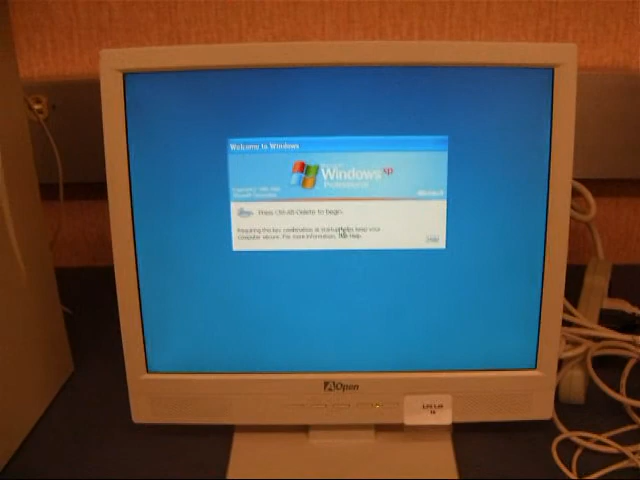 Welcome to Windows
Windows xp
Professional
Microsoft
Press Ctrl-Alt-Delete to begin.
Requiring this key combination at startup helps keep your
computer secure. For more information, click Help.
Help
AOpen